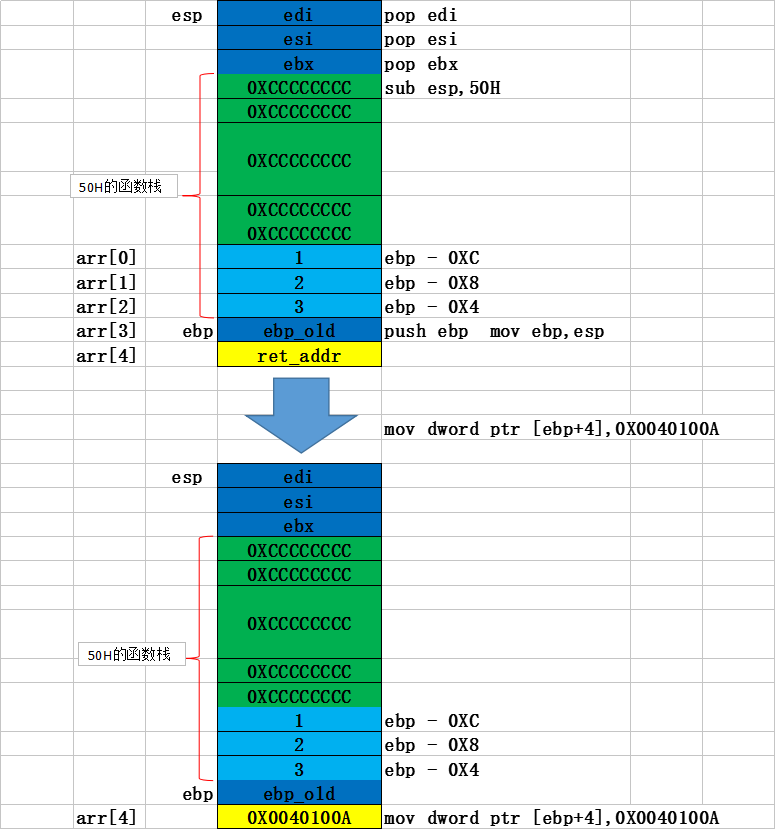 esp edi pop edi
esi pop esi
ebx pop ebx
0XCCCCCCCC sub esp,50H
0XCCCCCCCC
0XCCCCCCCC
50H的函数栈
0XCCCCCCCC
0XCCCCCCCC
arr[0] 1 ebp - 0XC
arr[1] 2 ebp - 0X8
arr[2] 3 ebp - 0X4
arr[3] ebp ebp_old push ebp mov ebp,esp
arr[4] ret_addr
mov dword ptr [ebp+4],0X0040100A
esp edi
esi
ebx
0XCCCCCCCC
0XCCCCCCCC
0XCCCCCCCC
50H的函数栈
0XCCCCCCCC
0XCCCCCCCC
1 ebp - 0XC
2 ebp - 0X8
3 ebp - 0X4
ebp ebp_old
arr[4] 0X0040100A mov dword ptr [ebp+4],0X0040100A